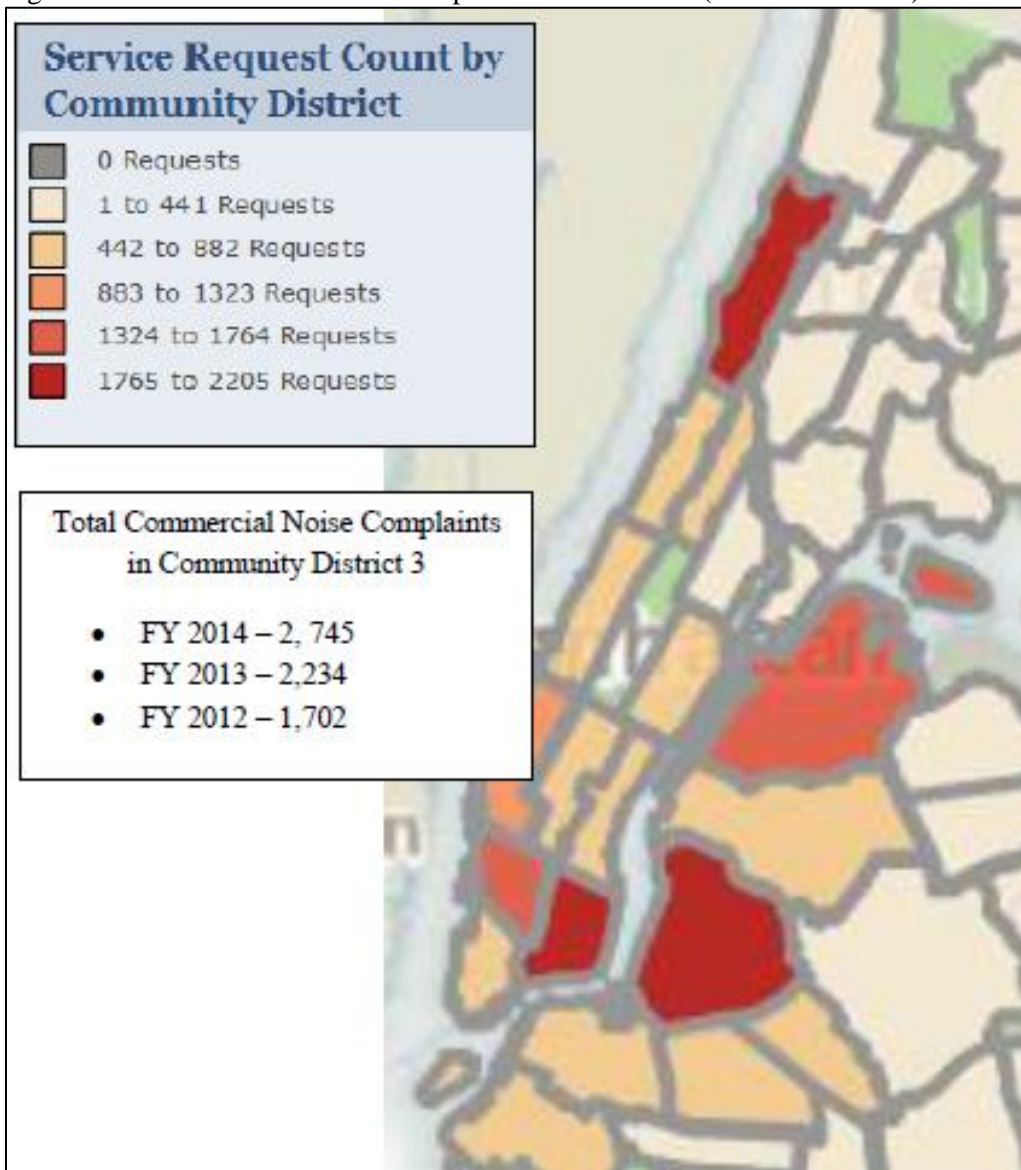 Service Request Count by
Community District
0 Requests
1 to 441 Requests
442 to 882 Requests
883 to 1323 Requests
1324 to 1764 Requests
1765 to 2205 Requests
Total Commercial Noise Complaints
in Community District 3
• FY 2014 – 2, 745
• FY 2013 – 2,234
• FY 2012 – 1,702